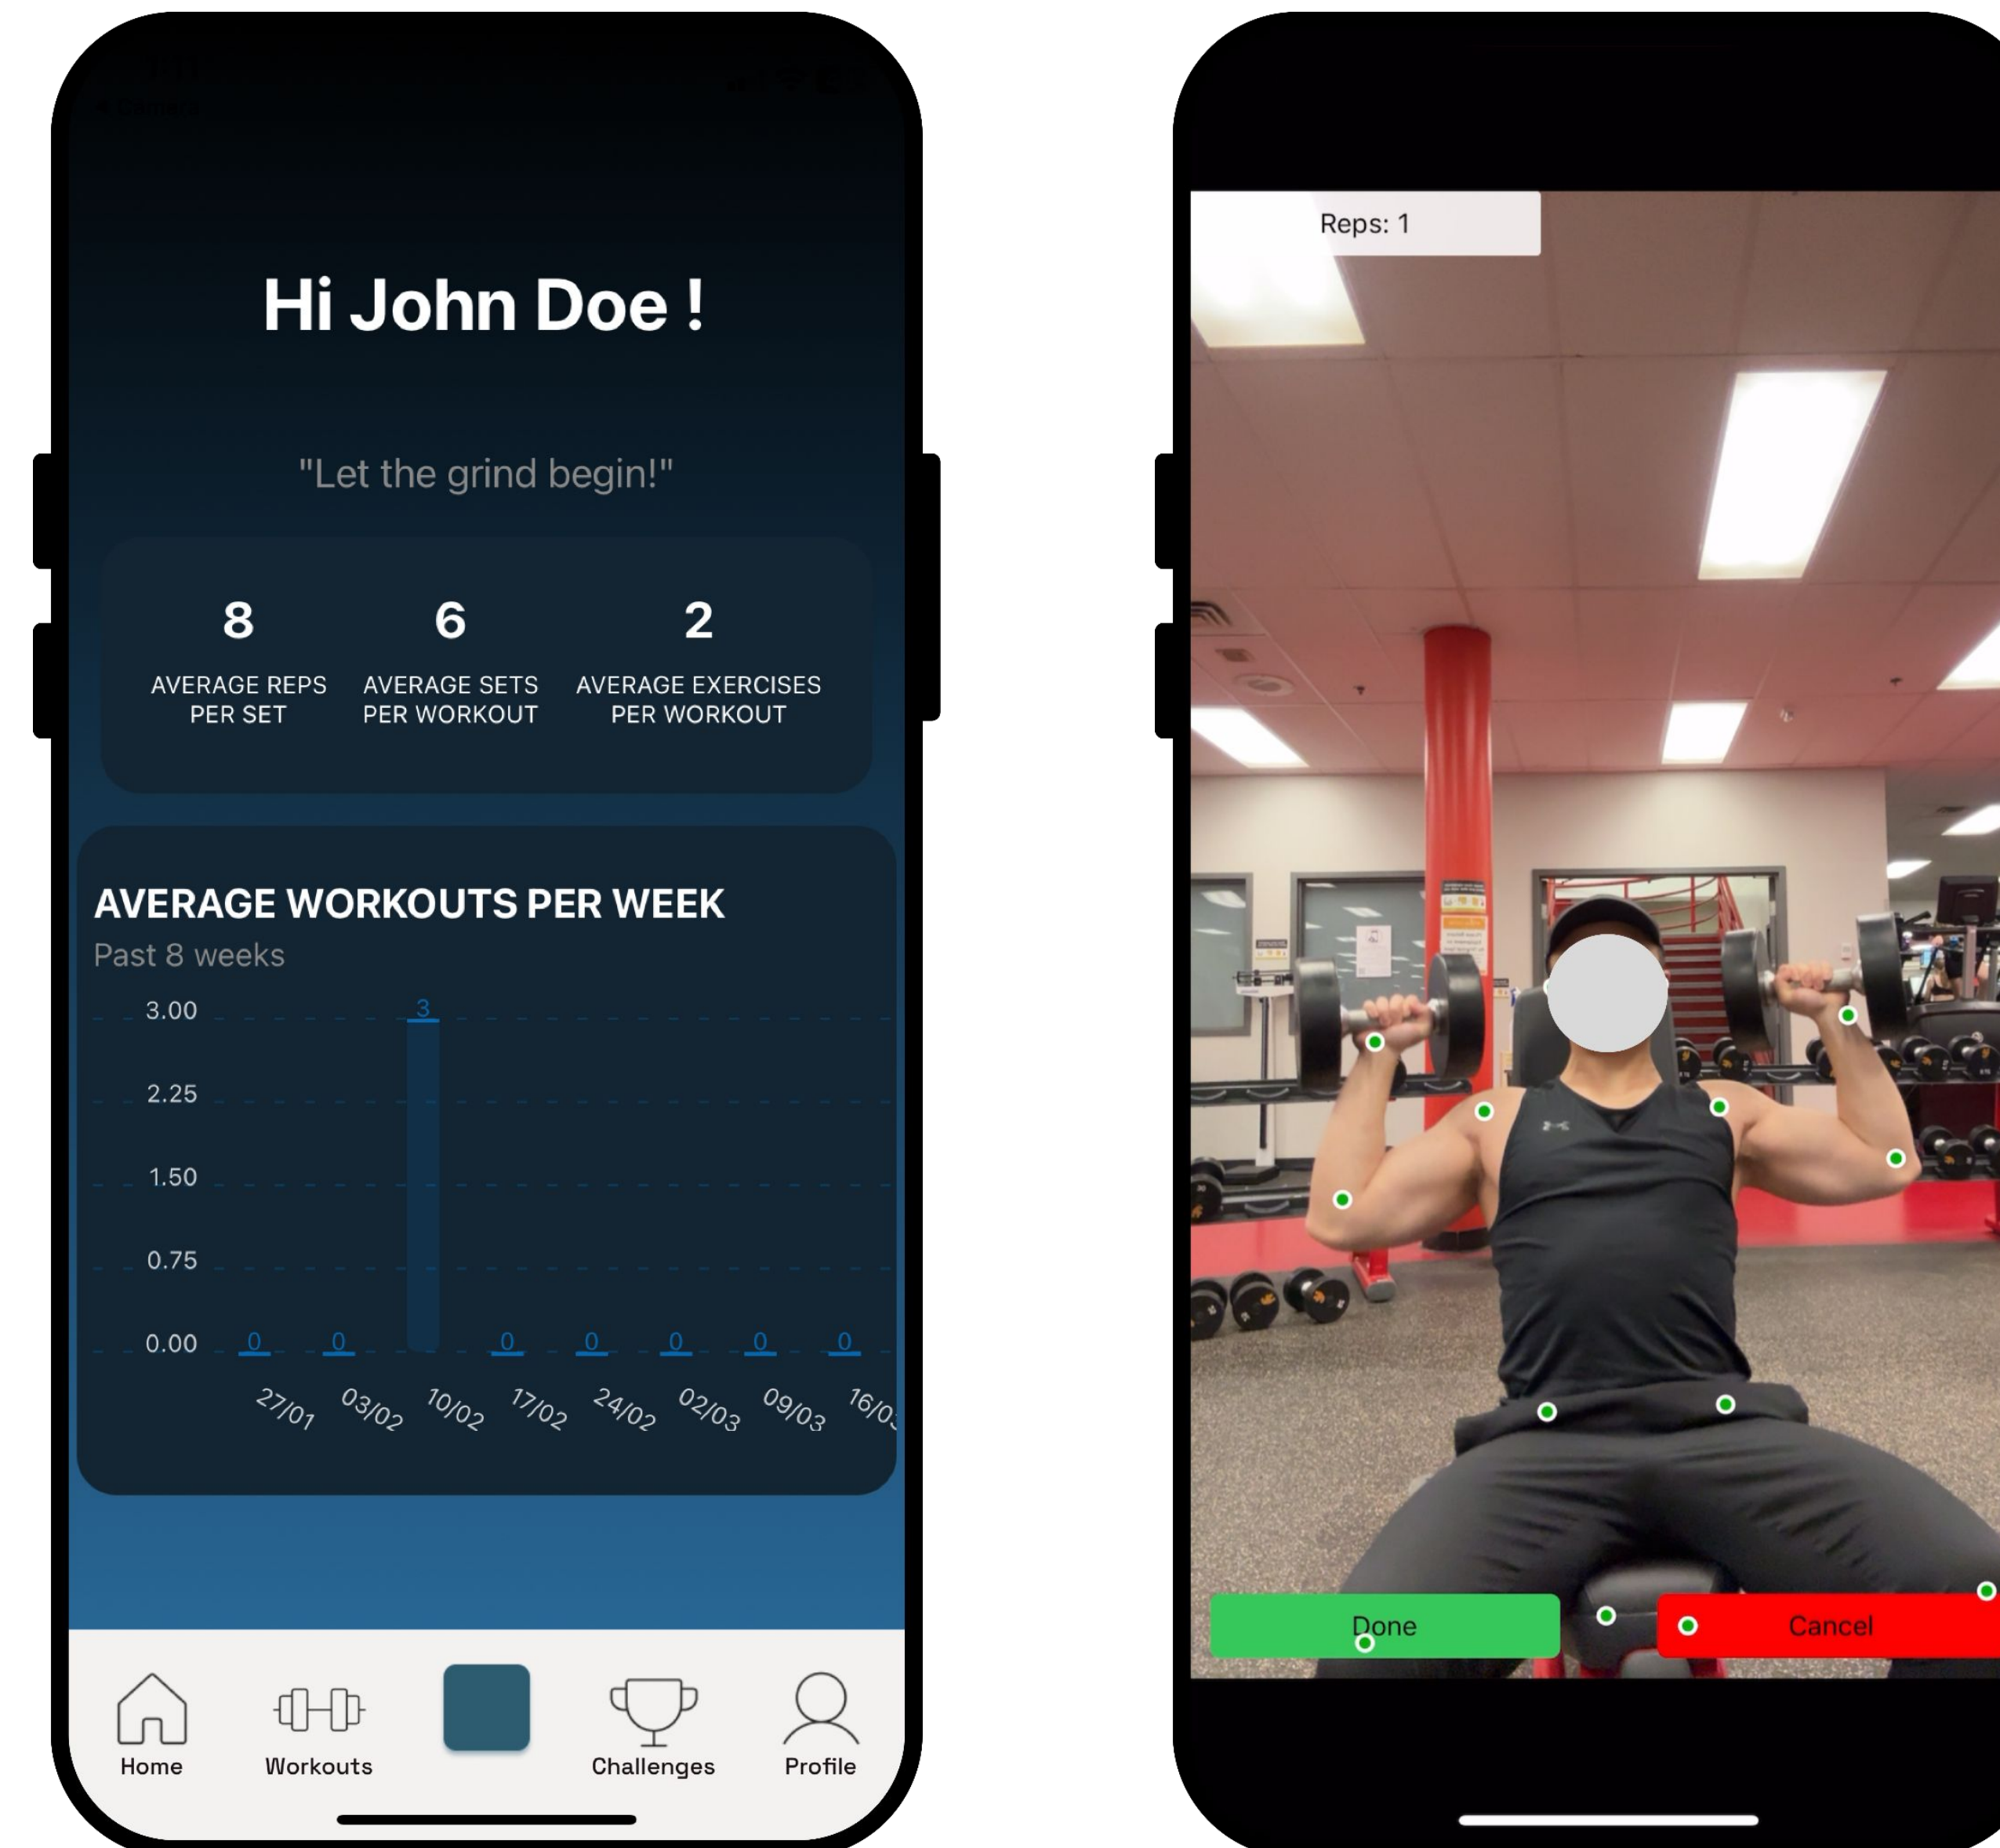 Hi John Doe !
"Let the grind begin!"
8
6
2
AVERAGE REPS
PER SET
AVERAGE SETS
PER WORKOUT
AVERAGE EXERCISES
PER WORKOUT
AVERAGE WORKOUTS PER WEEK
Past 8 weeks
3.00
2.25
1.50
0.75
0.00
0
0
3
0
0
0
0
0
27/01
03/02
10/02
17/02
24/02
02/03
09/03
16/03
Home
Workouts
Challenges
Profile
Reps: 1
Done
Cancel